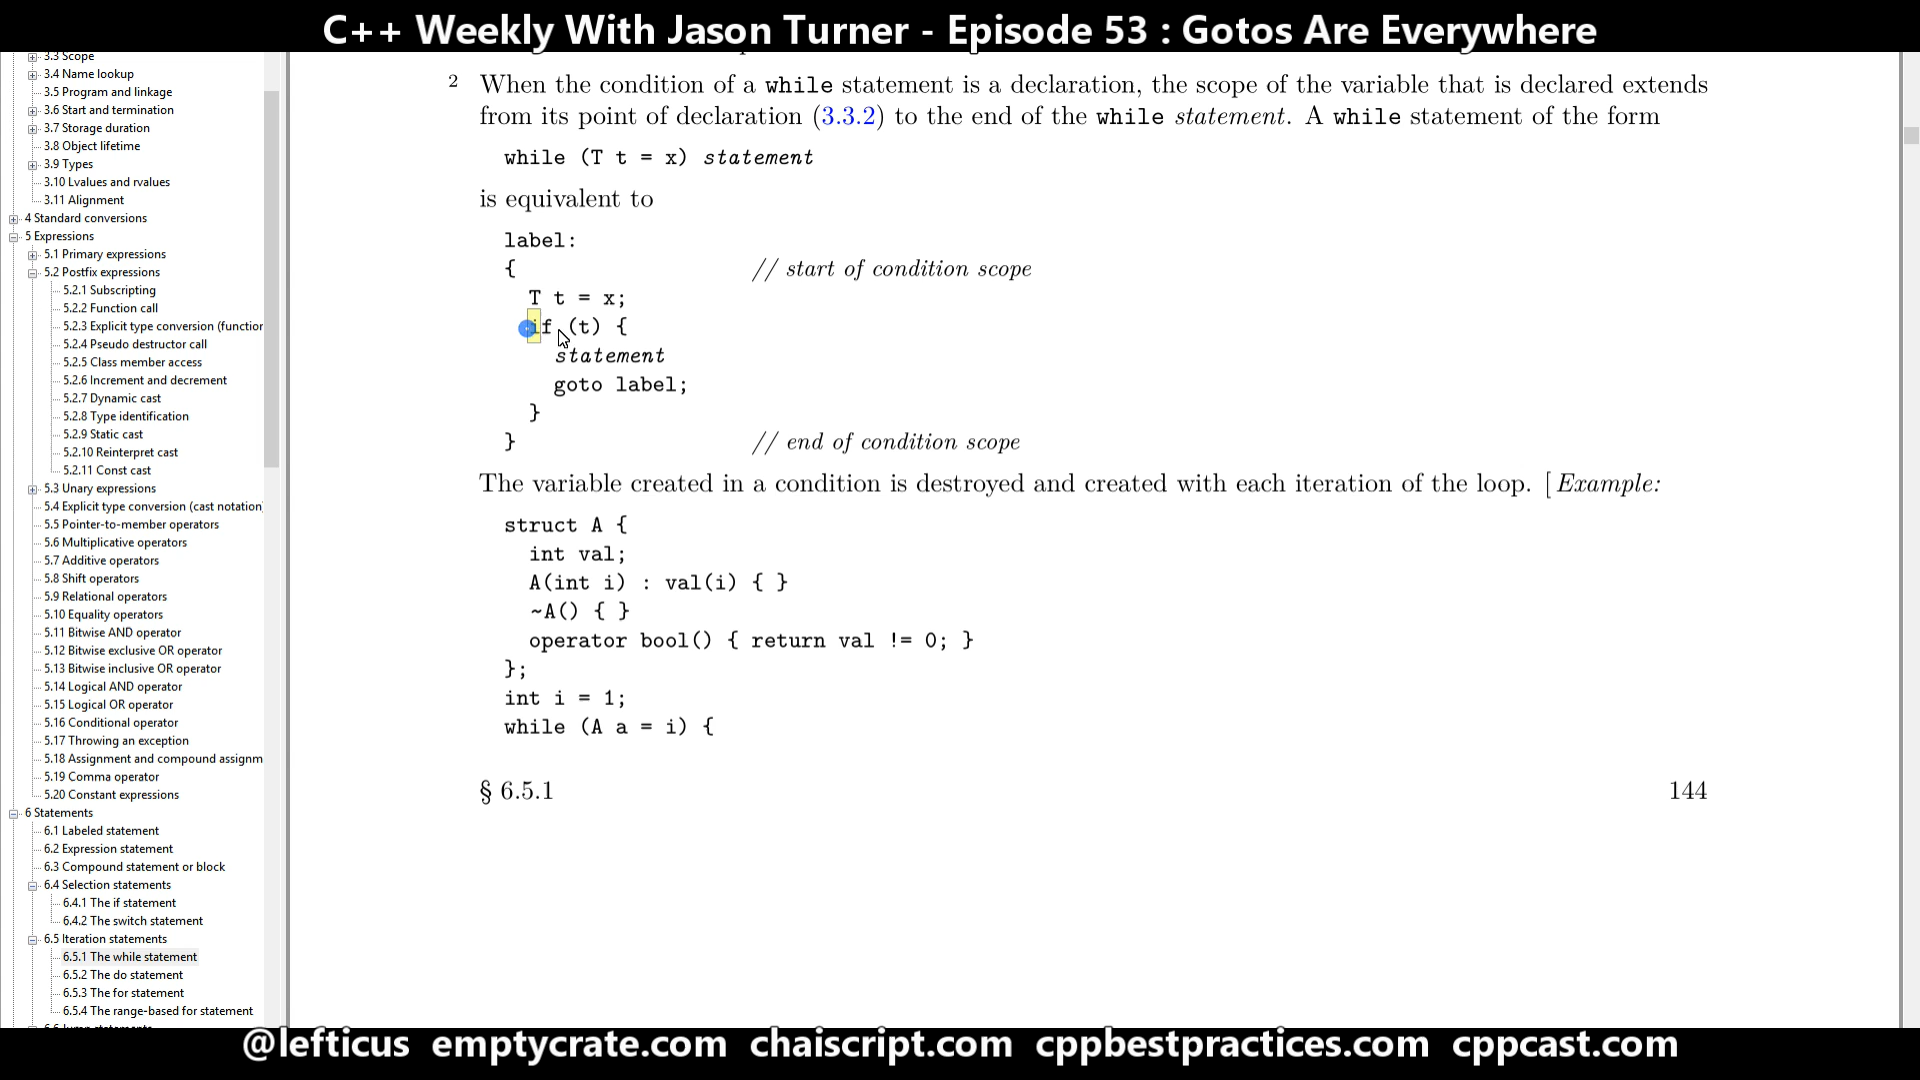 C++ Weekly With Jason Turner - Episode 53 : Gotos Are Everywhere
3.3 Scope
3.4 Name lookup
3.5 Program and linkage
3.6 Start and termination
3.7 Storage duration
3.8 Object lifetime
3.9 Types
3.10 Lvalues and rvalues
3.11 Alignment
4 Standard conversions
5 Expressions
5.1 Primary expressions
5.2 Postfix expressions
5.2.1 Subscripting
5.2.2 Function call
5.2.3 Explicit type conversion (functior
5.2.4 Pseudo destructor call
5.2.5 Class member access
5.2.6 Increment and decrement
5.2.7 Dynamic cast
5.2.8 Type identification
5.2.9 Static cast
5.2.10 Reinterpret cast
5.2.11 Const cast
5.3 Unary expressions
5.4 Explicit type conversion (cast notation)
5.5 Pointer-to-member operators
5.6 Multiplicative operators
5.7 Additive operators
5.8 Shift operators
5.9 Relational operators
5.10 Equality operators
5.11 Bitwise AND operator
5.12 Bitwise exclusive OR operator
5.13 Bitwise inclusive OR operator
5.14 Logical AND operator
5.15 Logical OR operator
5.16 Conditional operator
5.17 Throwing an exception
5.18 Assignment and compound assignm
5.19 Comma operator
5.20 Constant expressions
6 Statements
6.1 Labeled statement
6.2 Expression statement
6.3 Compound statement or block
6.4 Selection statements
6.4.1 The if statement
6.4.2 The switch statement
6.5 Iteration statements
6.5.1 The while statement
6.5.2 The do statement
6.5.3 The for statement
6.5.4 The range-based for statement
2 When the condition of a while statement is a declaration, the scope of the variable that is declared extends
from its point of declaration (3.3.2) to the end of the while statement. A while statement of the form
while (T t = x) statement
is equivalent to
label:
{ // start of condition scope
T t = x;
if (t) {
statement
goto label;
}
} // end of condition scope
The variable created in a condition is destroyed and created with each iteration of the loop. [ Example:
struct A {
int val;
A(int i) : val(i) { }
~A() { }
operator bool() { return val != 0; }
};
int i = 1;
while (A a = i) {
§ 6.5.1 144
@lefticus emptycrate.com chaiscript.com cppbestpractices.com cppcast.com